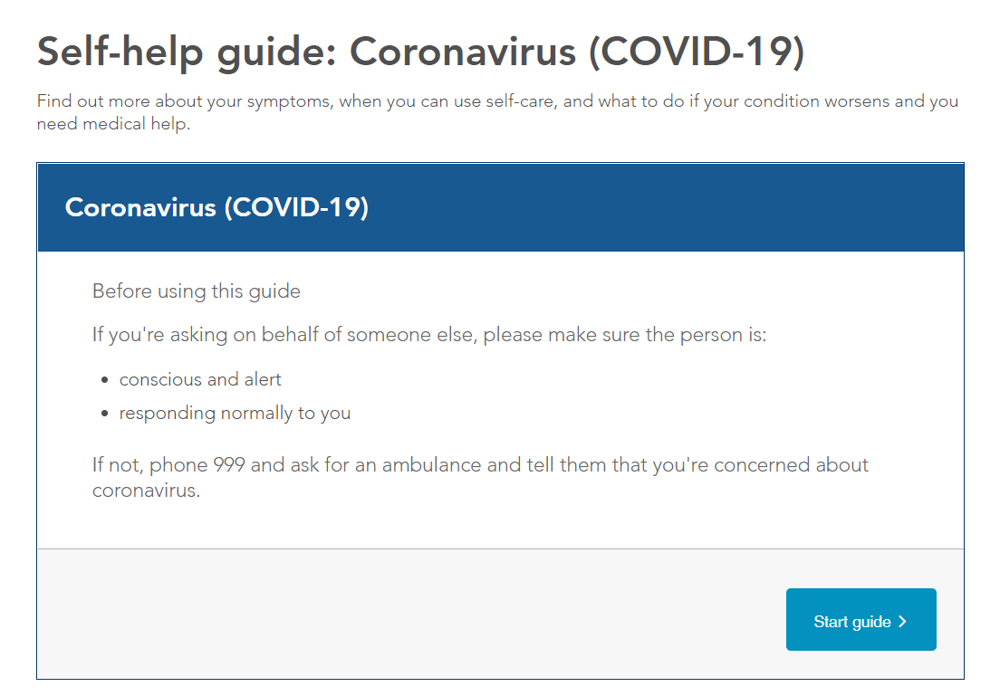 Self-help guide: Coronavirus (COVID-19)
Find out more about your symptoms, when you can use self-care, and what to do if your condition worsens and you
need medical help.
Coronavirus (COVID-19)
Before using this guide
If you're asking on behalf of someone else, please make sure the person is:
• conscious and alert
• responding normally to you
If not, phone 999 and ask for an ambulance and tell them that you're concerned about
coronavirus.
Start guide >